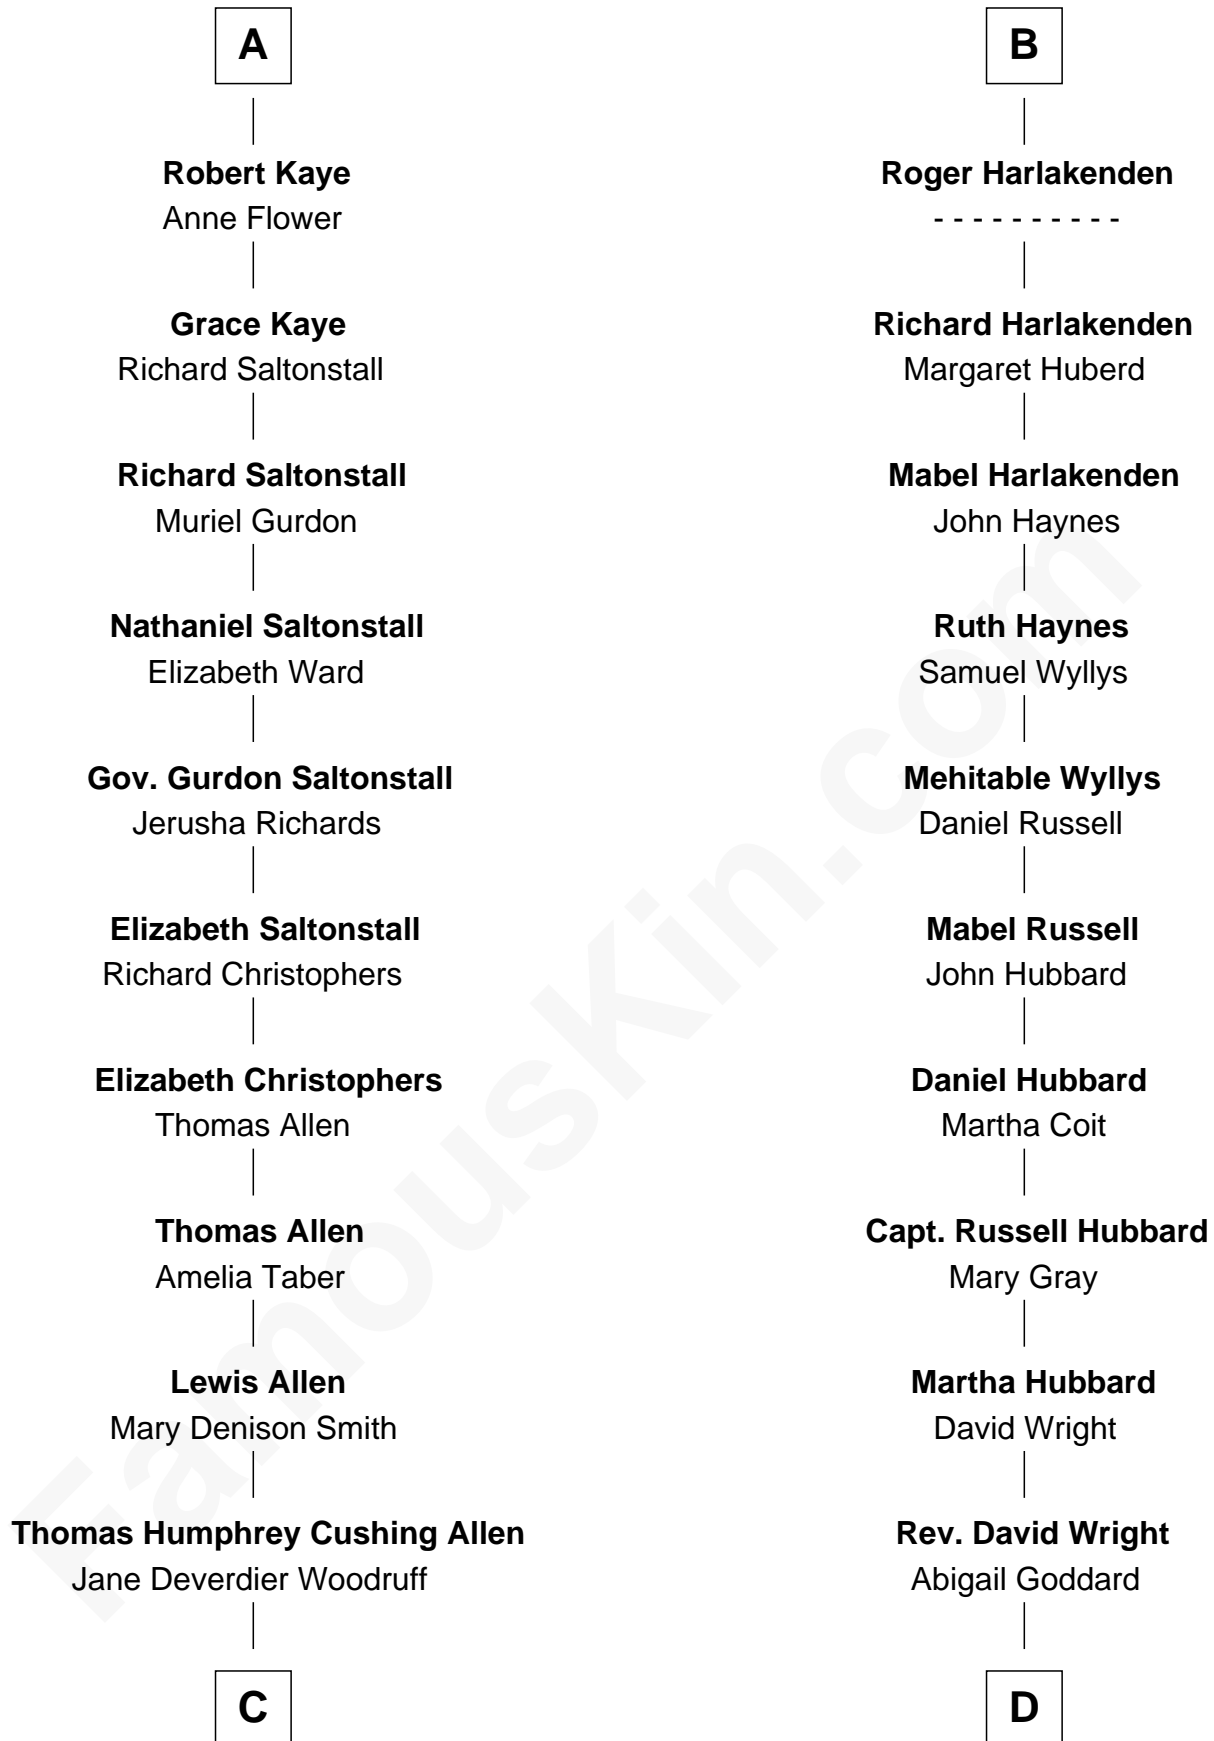 A
Robert Kaye
Anne Flower
Grace Kaye
Richard Saltonstall
Richard Saltonstall
Muriel Gurdon
Nathaniel Saltonstall
Elizabeth Ward
Gov. Gurdon Saltonstall
Jerusha Richards
Elizabeth Saltonstall
Richard Christophers
Elizabeth Christophers
Thomas Allen
Thomas Allen
Amelia Taber
Lewis Allen
Mary Denison Smith
Thomas Humphrey Cushing Allen
Jane Deverdier Woodruff
C
B
Roger Harlakenden
- - - - - - - - - -
Richard Harlakenden
Margaret Huberd
Mabel Harlakenden
John Haynes
Ruth Haynes
Samuel Wyllys
Mehitable Wyllys
Daniel Russell
Mabel Russell
John Hubbard
Daniel Hubbard
Martha Coit
Capt. Russell Hubbard
Mary Gray
Martha Hubbard
David Wright
Rev. David Wright
Abigail Goddard
D
FamousKin.com